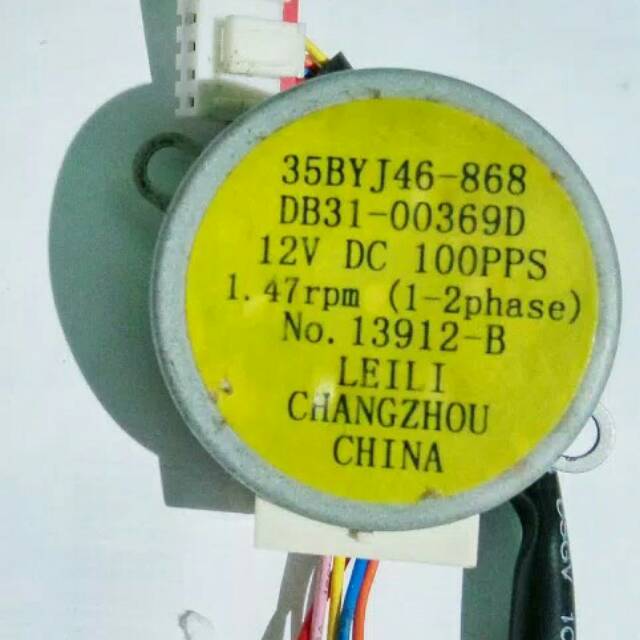 35BYJ46-868
DB31-00369D
12V DC 100PPS
1.47rpm (1-2phase)
No. 13912-B
LEILI
CHANGZHOU
CHINA